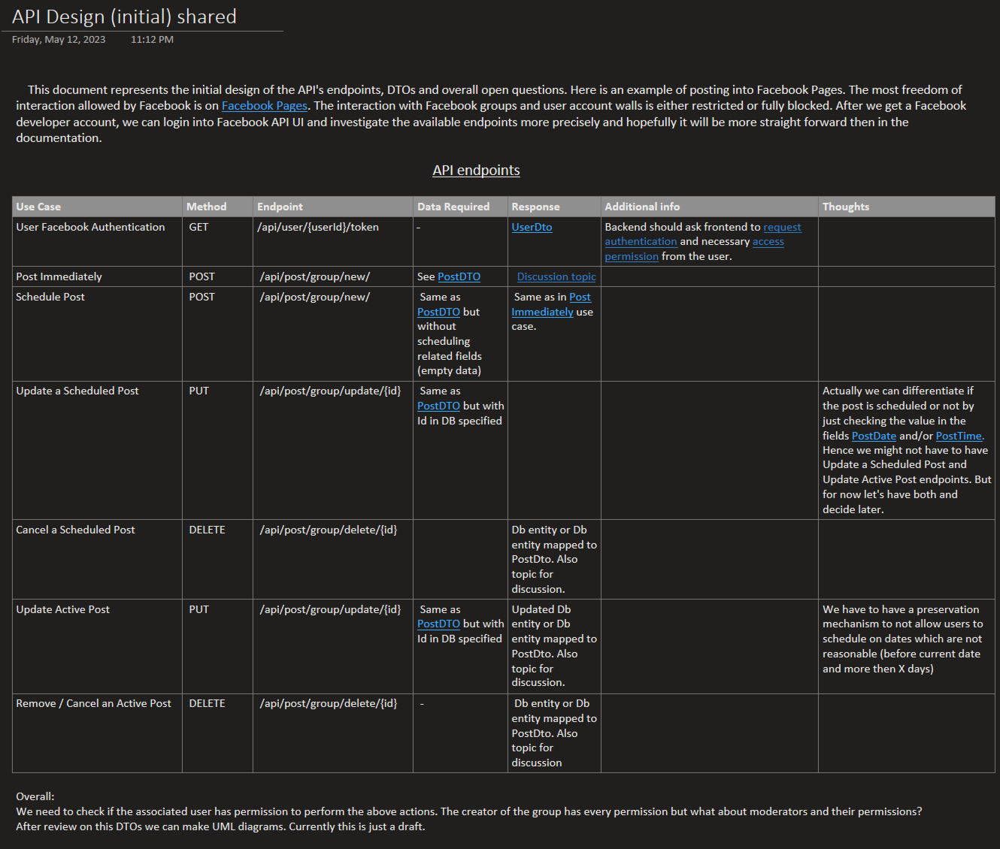 API Design (initial) shared
Friday, May 12, 2023 11:12 PM
This document represents the initial design of the API's endpoints, DTOs and overall open questions. Here is an example of posting into Facebook Pages. The most freedom of
interaction allowed by Facebook is on Facebook Pages. The interaction with Facebook groups and user account walls is either restricted or fully blocked. After we get a Facebook
developer account, we can login into Facebook API UI and investigate the available endpoints more precisely and hopefully it will be more straight forward then in the
documentation.
API endpoints
Use Case Method Endpoint Data Required Response Additional info Thoughts
User Facebook Authentication GET /api/user/{userId}/token - UserDto Backend should ask frontend to request
authentication and necessary access
permission from the user.
Post Immediately POST /api/post/group/new/ See PostDTO Discussion topic
Schedule Post POST /api/post/group/new/ Same as Same as in Post
PostDTO but Immediately use
without case.
scheduling
related fields
(empty data)
Update a Scheduled Post PUT /api/post/group/update/{id} Same as Actually we can differentiate if
PostDTO but with the post is scheduled or not by
Id in DB specified just checking the value in the
fields PostDate and/or PostTime.
Hence we might not have to have
Update a Scheduled Post and
Update Active Post endpoints. But
for now let's have both and
decide later.
Cancel a Scheduled Post DELETE /api/post/group/delete/{id} Db entity or Db
entity mapped to
PostDto. Also
topic for
discussion.
Update Active Post PUT /api/post/group/update/{id} Same as Updated Db We have to have a preservation
PostDTO but with entity or Db mechanism to not allow users to
Id in DB specified entity mapped to schedule on dates which are not
PostDto. Also reasonable (before current date
topic for and more then X days)
discussion.
Remove / Cancel an Active Post DELETE /api/post/group/delete/{id} - Db entity or Db
entity mapped to
PostDto. Also
topic for
discussion
Overall:
We need to check if the associated user has permission to perform the above actions. The creator of the group has every permission but what about moderators and their permissions?
After review on this DTOs we can make UML diagrams. Currently this is just a draft.